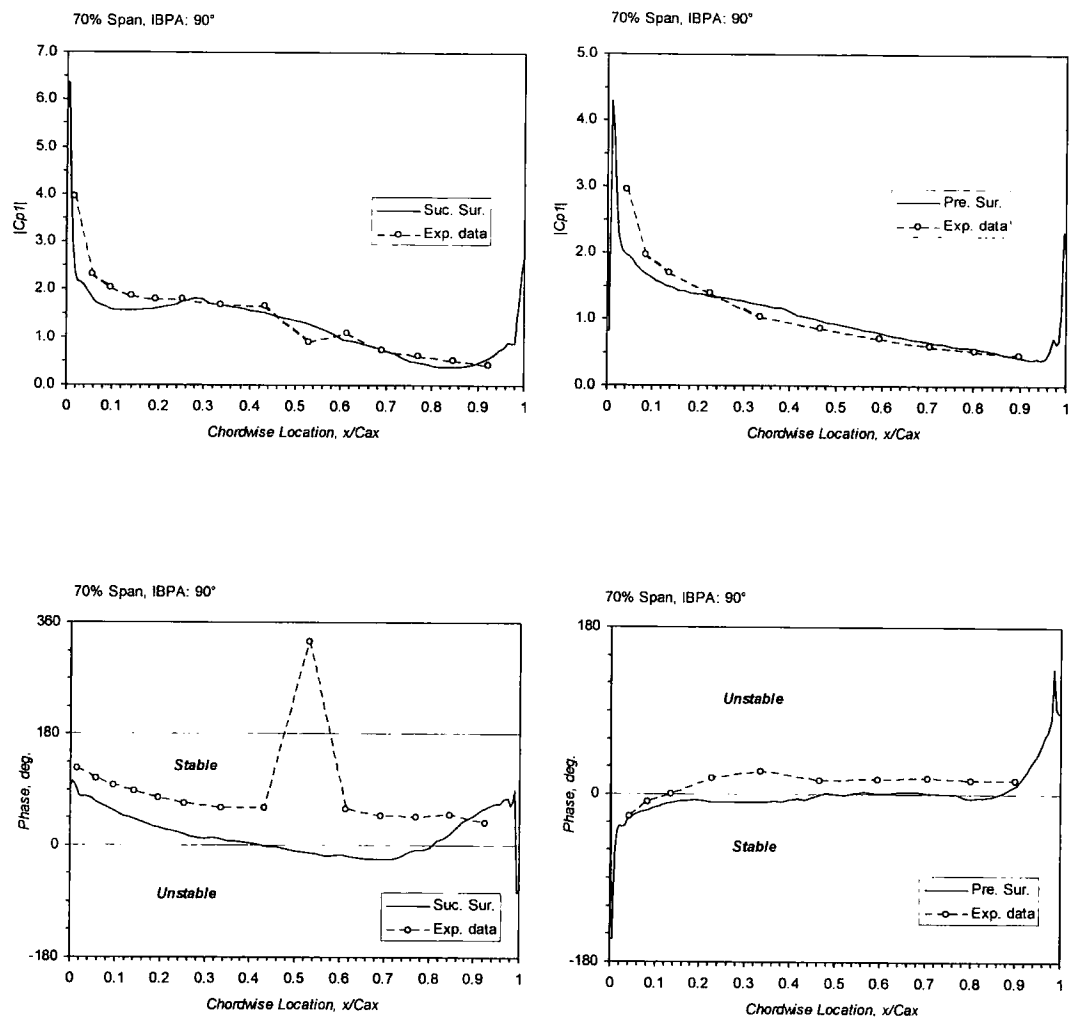 70% Span, IBPA: 90°
7.0
6.0
5.0
4.0
3.0
2.0
1.0
0.0
|Cp1|
Suc. Sur.
Exp. data
0 0.1 0.2 0.3 0.4 0.5 0.6 0.7 0.8 0.9 1
Chordwise Location, x/Cax
70% Span, IBPA: 90°
5.0
4.0
3.0
2.0
1.0
0.0
|Cp1|
Pre. Sur.
Exp. data
0 0.1 0.2 0.3 0.4 0.5 0.6 0.7 0.8 0.9 1
Chordwise Location, x/Cax
70% Span, IBPA: 90°
360
180
0
-180
Phase, deg.
Stable
Unstable
Suc. Sur.
Exp. data
0 0.1 0.2 0.3 0.4 0.5 0.6 0.7 0.8 0.9 1
Chordwise Location, x/Cax
70% Span, IBPA: 90°
180
0
-180
Phase, deg.
Unstable
Stable
Pre. Sur.
Exp. data
0 0.1 0.2 0.3 0.4 0.5 0.6 0.7 0.8 0.9 1
Chordwise Location, x/Cax